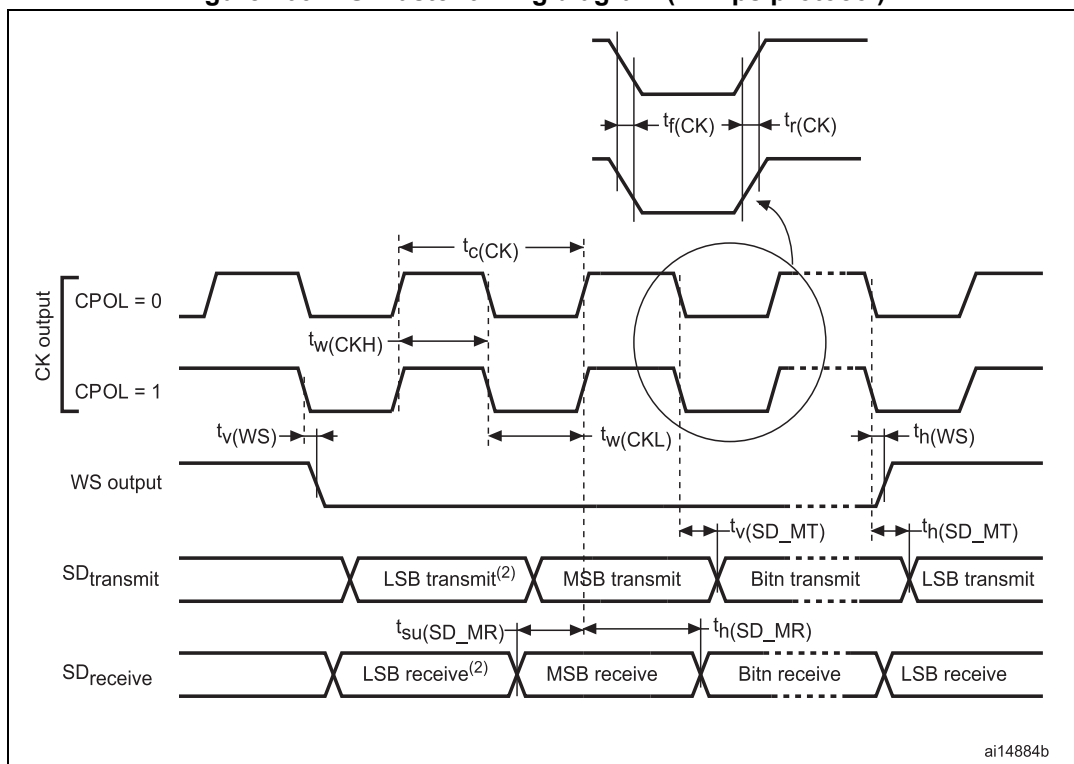 tf(CK)
tr(CK)
tc(CK)
CK output
CPOL = 0
tw(CKH)
CPOL = 1
tv(WS)
tw(CKL)
th(WS)
WS output
tv(SD_MT)
th(SD_MT)
SDtransmit
LSB transmit(2)
MSB transmit
Bitn transmit
LSB transmit
tsu(SD_MR)
th(SD_MR)
SDreceive
LSB receive(2)
MSB receive
Bitn receive
LSB receive
ai14884b